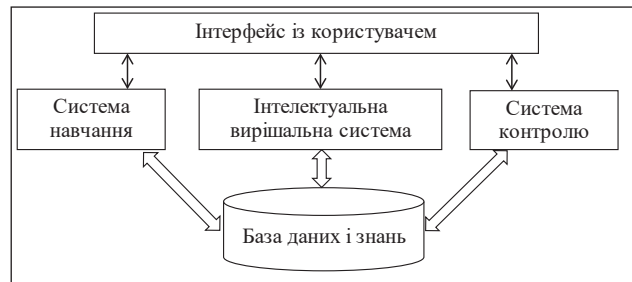 Інтерфейс із користувачем
Система
навчання
Інтелектуальна
вирішальна система
Система
контролю
База даних і знань